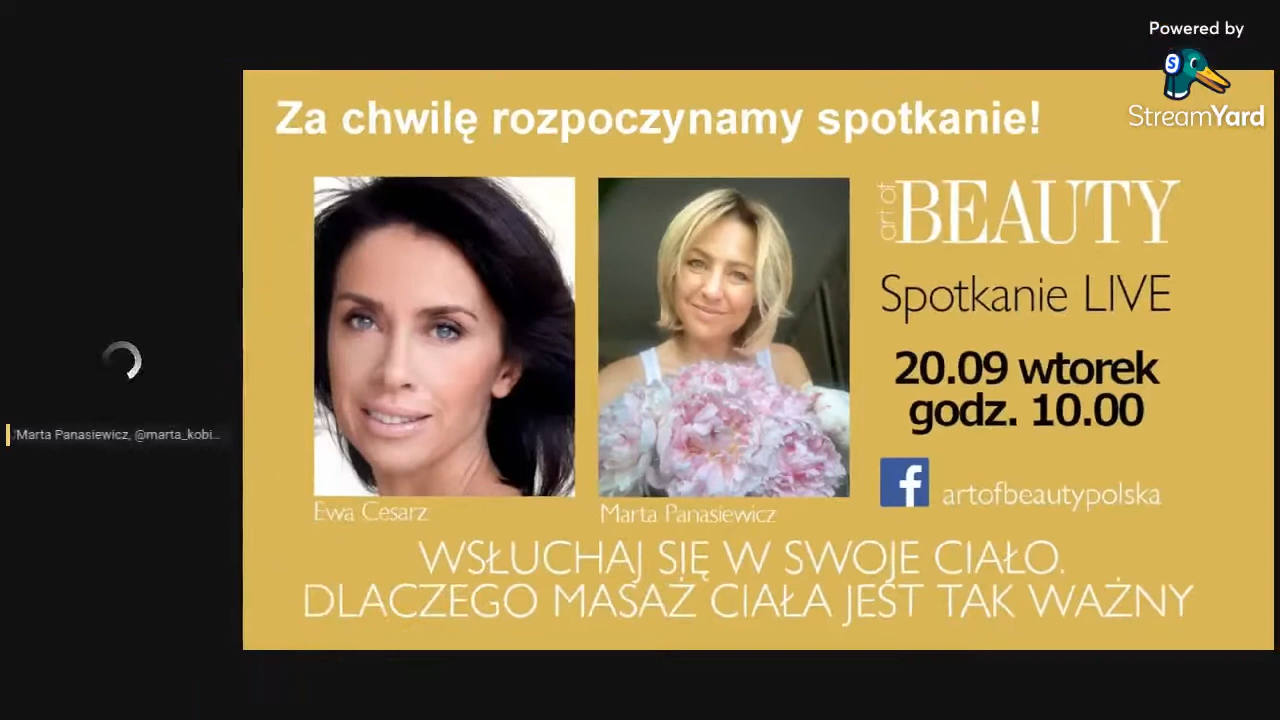 Powered by
StreamYard
Za chwilę rozpoczynamy spotkanie!
art of
BEAUTY
Spotkanie LIVE
20.09 wtorek
godz. 10.00
artofbeautypolska
Ewa Cesarz
Marta Panasiewicz
/Marta Panasiewicz, @marta_kobi...
WSŁUCHAJ SIĘ W SWOJE CIAŁO.
DLACZEGO MASAŻ CIAŁA JEST TAK WAŻNY